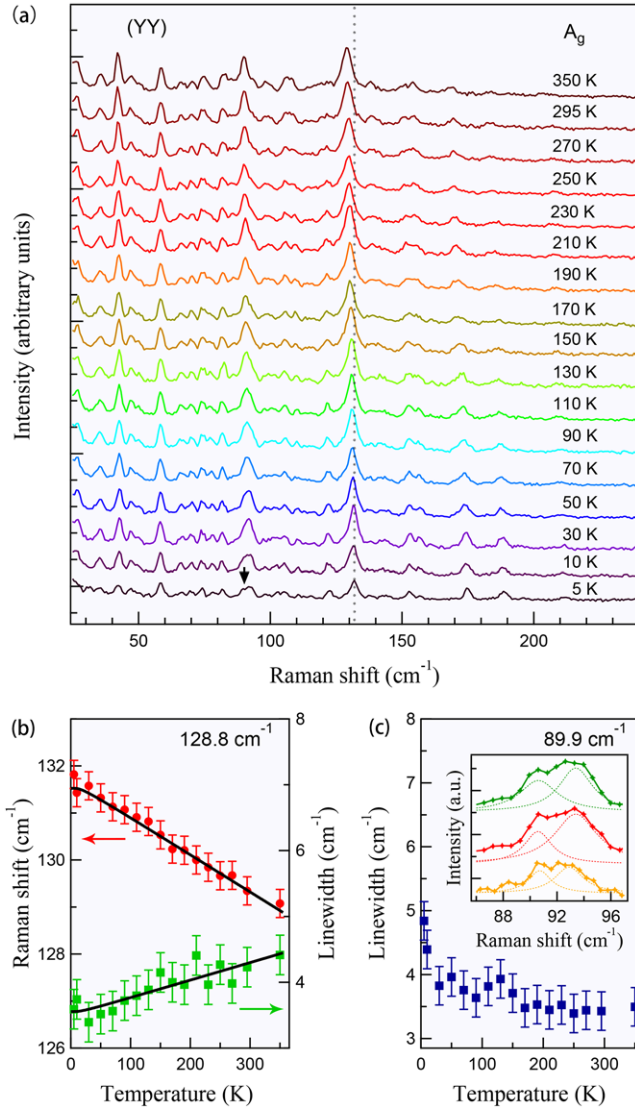 (a)
(YY)
A_g
350 K
295 K
270 K
250 K
230 K
210 K
190 K
170 K
150 K
130 K
110 K
90 K
70 K
50 K
30 K
10 K
5 K
Intensity (arbitrary units)
50 100 150 200
Raman shift (cm⁻¹)
(b)
128.8 cm⁻¹
132
130
128
126
Raman shift (cm⁻¹)
8
6
4
Linewidth (cm⁻¹)
0 100 200 300
Temperature (K)
(c)
89.9 cm⁻¹
8
7
6
5
4
3
Linewidth (cm⁻¹)
Intensity (a.u.)
88 92 96
Raman shift (cm⁻¹)
0 100 200 300
Temperature (K)